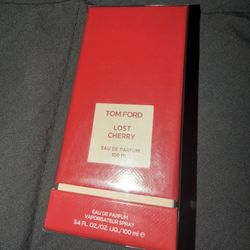 TOM FORD
LOST
CHERRY
EAU DE PARFUM
100 ml
EAU DE PARFUM
VAPORISATEUR SPRAY
3.4 FL.OZ./OZ. LIQ./100 ml ℮